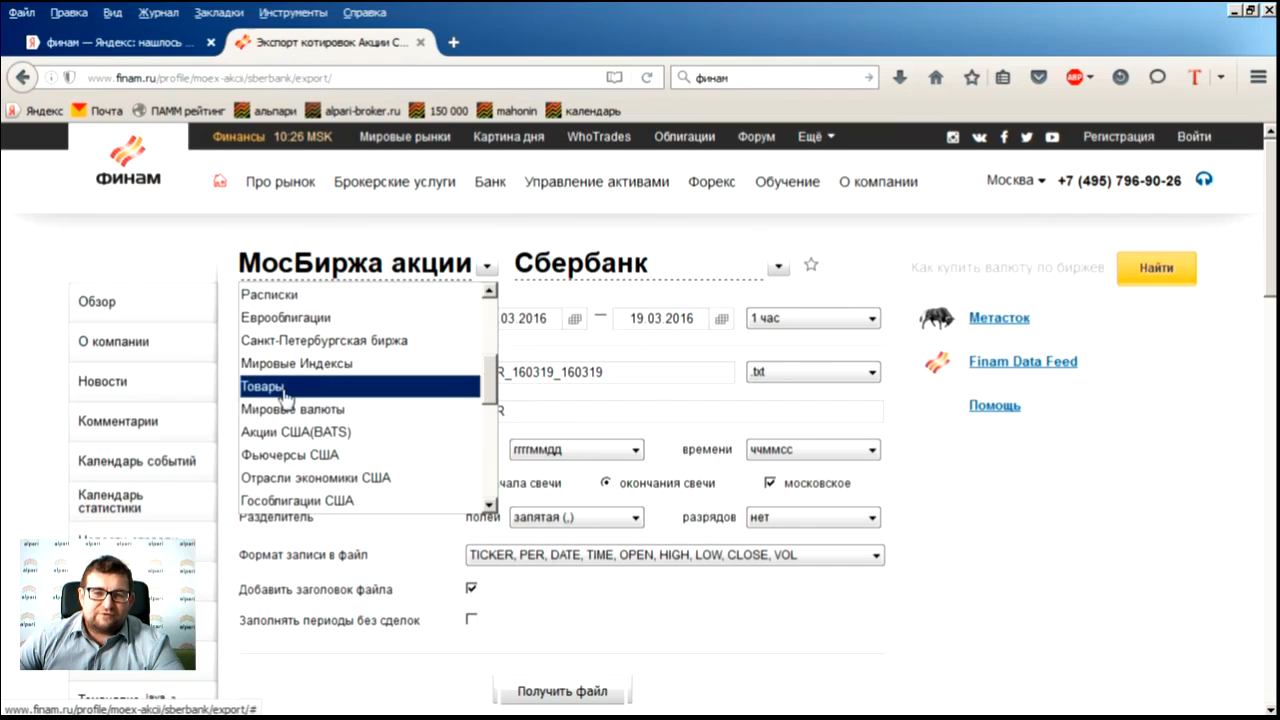 Файл Правка Вид Журнал Закладки Инструменты Справка
финам — Яндекс: нашлось ... Экспорт котировок Акции С...
www.finam.ru/profile/moex-akcii/sberbank/export/ финам
Яндекс Почта ПАММ рейтинг альпари alpari-broker.ru 150 000 mahonin календарь
Финансы 10:26 MSK Мировые рынки Картина дня WhoTrades Облигации Форум Ещё Регистрация Войти
ФИНАМ
Про рынок Брокерские услуги Банк Управление активами Форекс Обучение О компании Москва +7 (495) 796-90-26
МосБиржа акции Сбербанк Как купить валюту по биржев Найти
Обзор
О компании
Новости
Комментарии
Календарь событий
Календарь
статистики
Расписки
Еврооблигации
Санкт-Петербургская биржа
Мировые Индексы
Товары
Мировые валюты
Акции США(BATS)
Фьючерсы США
Отрасли экономики США
Гособлигации США
.03.2016 — 19.03.2016 1 час
R_160319_160319 .txt
R
ггггммдд времени ччммсс
чала свечи окончания свечи московское
Разделитель полей запятая (,) разрядов нет
Формат записи в файл TICKER, PER, DATE, TIME, OPEN, HIGH, LOW, CLOSE, VOL
Добавить заголовок файла
Заполнять периоды без сделок
Получить файл
Метасток
Finam Data Feed
Помощь
www.finam.ru/profile/moex-akcii/sberbank/export/#